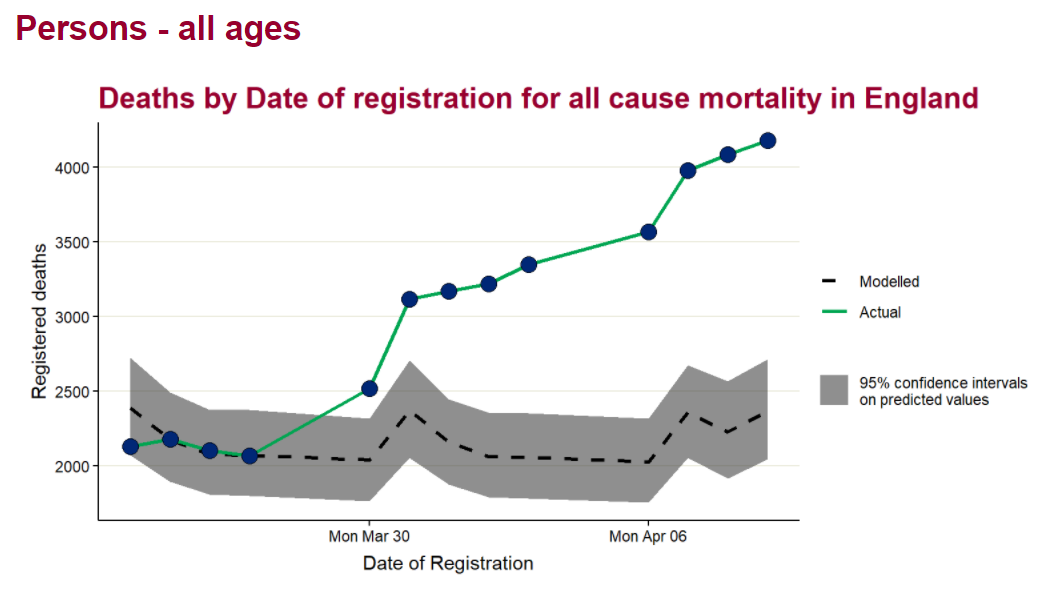 Persons - all ages
Deaths by Date of registration for all cause mortality in England
Registered deaths
4000
3500
3000
2500
2000
Mon Mar 30
Mon Apr 06
Date of Registration
Modelled
Actual
95% confidence intervals
on predicted values